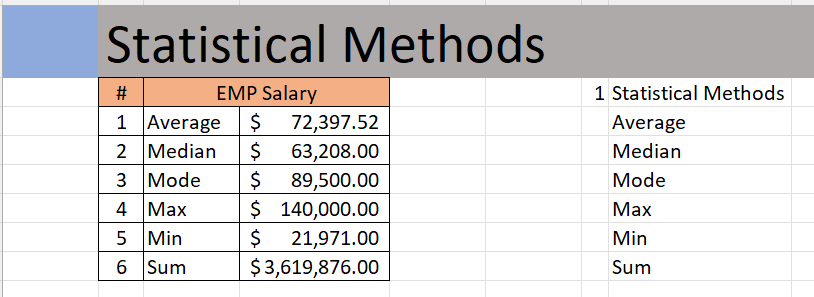 Statistical Methods
# EMP Salary 1 Statistical Methods
1 Average $ 72,397.52 Average
2 Median $ 63,208.00 Median
3 Mode $ 89,500.00 Mode
4 Max $ 140,000.00 Max
5 Min $ 21,971.00 Min
6 Sum $ 3,619,876.00 Sum